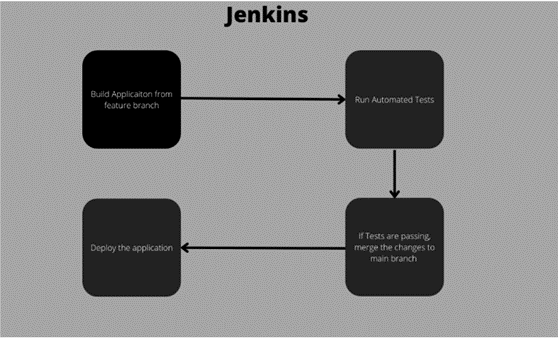 Jenkins
Build Applicaiton from
feature branch
Run Automated Tests
If Tests are passing,
merge the changes to
main branch
Deploy the application